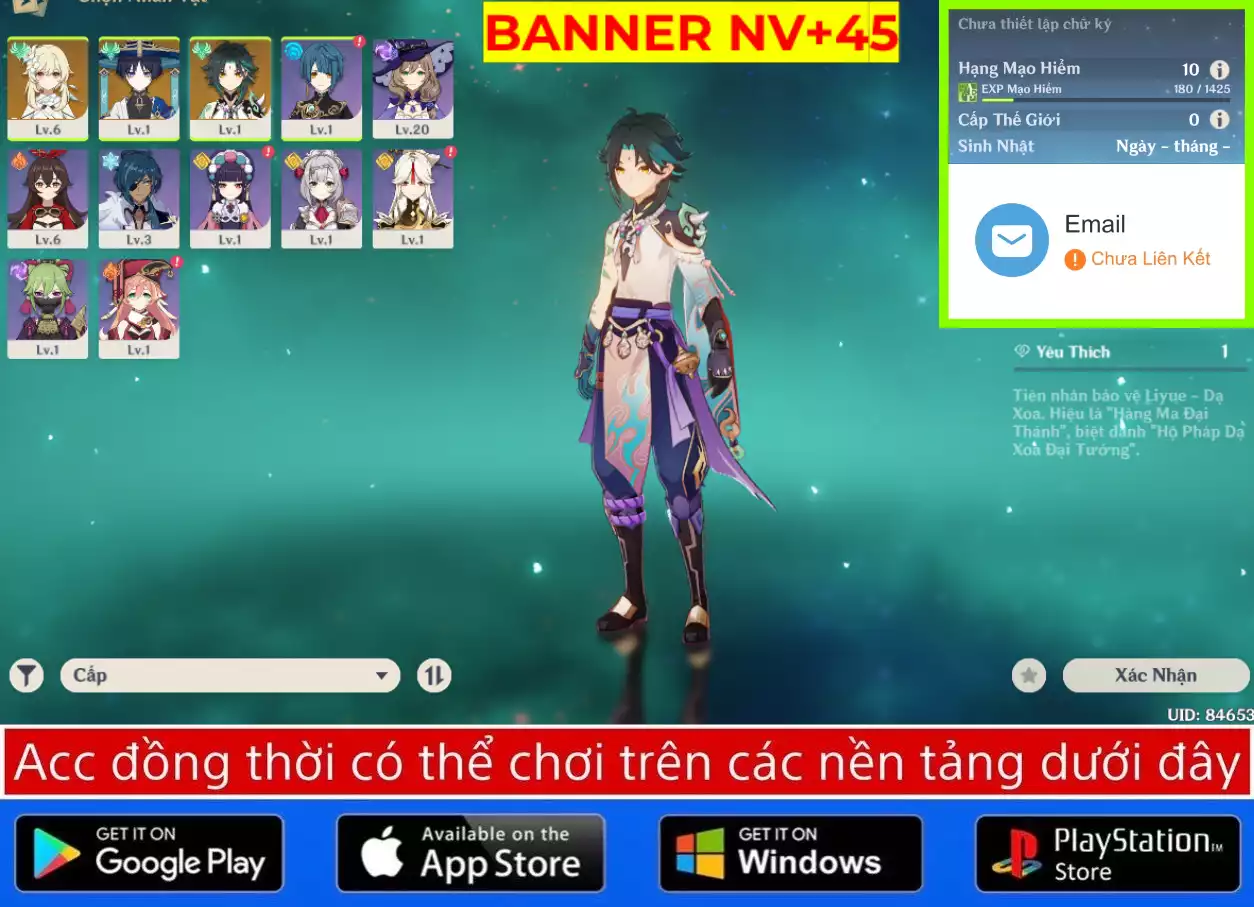 BANNER NV+45
Chưa thiết lập chữ ký
Hạng Mạo Hiểm 10
EXP Mạo Hiểm 180 / 1425
Cấp Thế Giới 0
Sinh Nhật Ngày - tháng -
Email
Chưa Liên Kết
Lv.6 Lv.1 Lv.1 Lv.1 Lv.20
Lv.6 Lv.3 Lv.1 Lv.1 Lv.1
Lv.1 Lv.1
Yêu Thích 1
Tiên nhân bảo vệ Liyue - Dạ
Xoa. Hiệu là "Hàng Ma Đại
Thánh", biệt danh "Hộ Pháp Dạ
Xoa Đại Tướng".
Cấp
Xác Nhận
UID: 84653
Acc đồng thời có thể chơi trên các nền tảng dưới đây
GET IT ON
Google Play
Available on the
App Store
GET IT ON
Windows
PlayStation™
Store